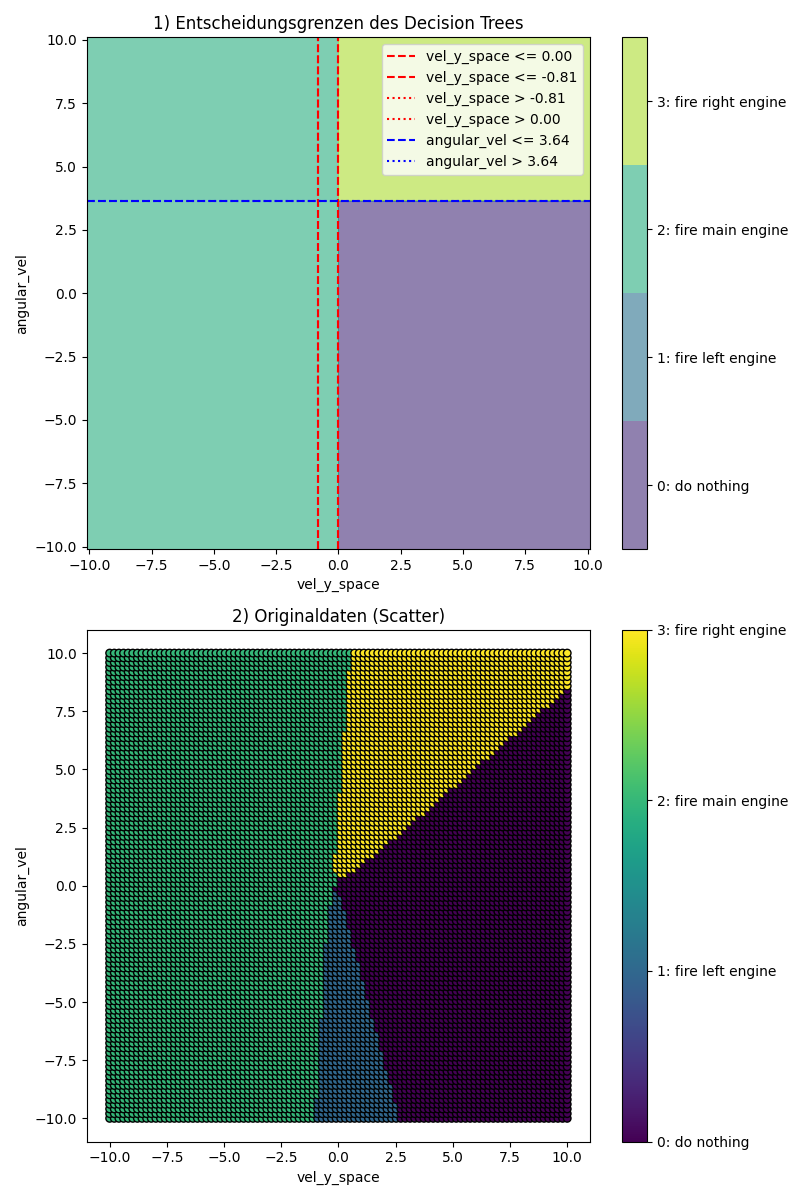 1) Entscheidungsgrenzen des Decision Trees
10.0
7.5
5.0
2.5
0.0
−2.5
−5.0
−7.5
−10.0
angular_vel
vel_y_space <= 0.00
vel_y_space <= -0.81
vel_y_space > -0.81
vel_y_space > 0.00
angular_vel <= 3.64
angular_vel > 3.64
−10.0 −7.5 −5.0 −2.5 0.0 2.5 5.0 7.5 10.0
vel_y_space
3: fire right engine
2: fire main engine
1: fire left engine
0: do nothing
2) Originaldaten (Scatter)
10.0
7.5
5.0
2.5
0.0
−2.5
−5.0
−7.5
−10.0
angular_vel
−10.0 −7.5 −5.0 −2.5 0.0 2.5 5.0 7.5 10.0
vel_y_space
3: fire right engine
2: fire main engine
1: fire left engine
0: do nothing